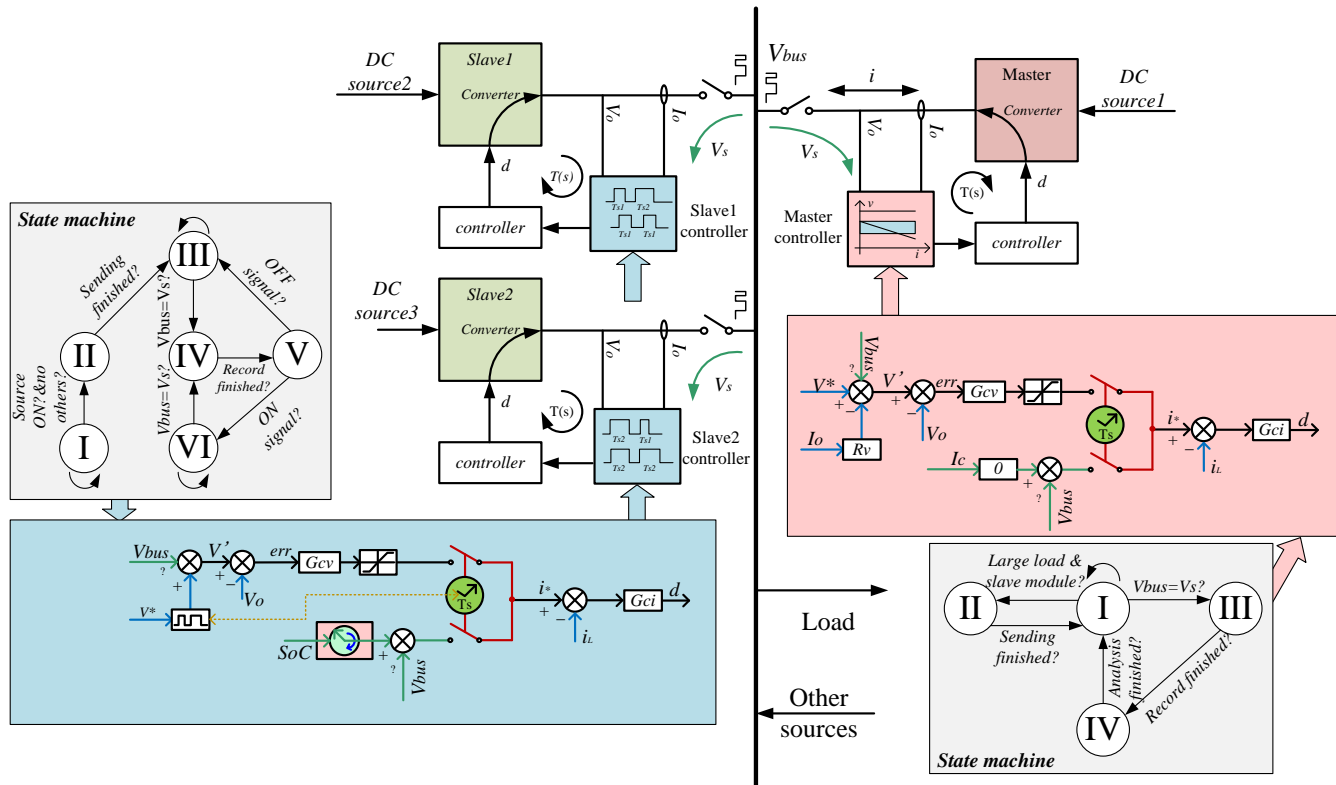 Slave1
Converter
DC
source2
d
T(s)
Vo
Io
Vs
controller
Ts1
Ts2
Ts1
Ts1
Slave1
controller
Vbus
i
Vo
Io
Vs
Master
Converter
DC
source1
T(s)
d
v
i
Master
controller
controller
Slave2
Converter
DC
source3
d
T(s)
Vo
Io
Vs
controller
Ts2
Ts1
Ts2
Ts2
Slave2
controller
State machine
III
II
IV
V
I
VI
Sending
finished?
OFF
signal?
Vbus=Vs?
Record
finished?
Source
ON?&no
others?
Vbus=Vs?
ON
signal?
Vbus
?
+
V'
+
−
Vo
err
Gcv
V*
Ts
SoC
+
?
Vbus
i*
+
−
iL
Gci
d
Vbus
?
V*
+
−
V'
+
−
Vo
err
Gcv
Io
Rv
Ts
Ic
0
+
?
Vbus
i*
+
−
iL
Gci
d
Load
Other
sources
Large load &
slave module?
Vbus=Vs?
II
I
III
Sending
finished?
Analysis
finished?
Record finished?
IV
State machine